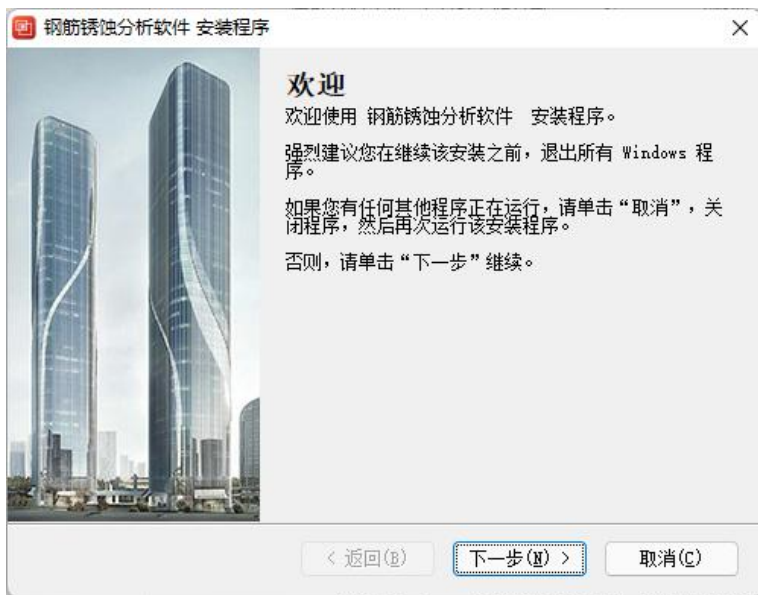 钢筋锈蚀分析软件 安装程序
欢迎
欢迎使用 钢筋锈蚀分析软件 安装程序。
强烈建议您在继续该安装之前，退出所有 Windows 程
序。
如果您有任何其他程序正在运行，请单击“取消”，关
闭程序，然后再次运行该安装程序。
否则，请单击“下一步”继续。
< 返回(B)
下一步(N) >
取消(C)